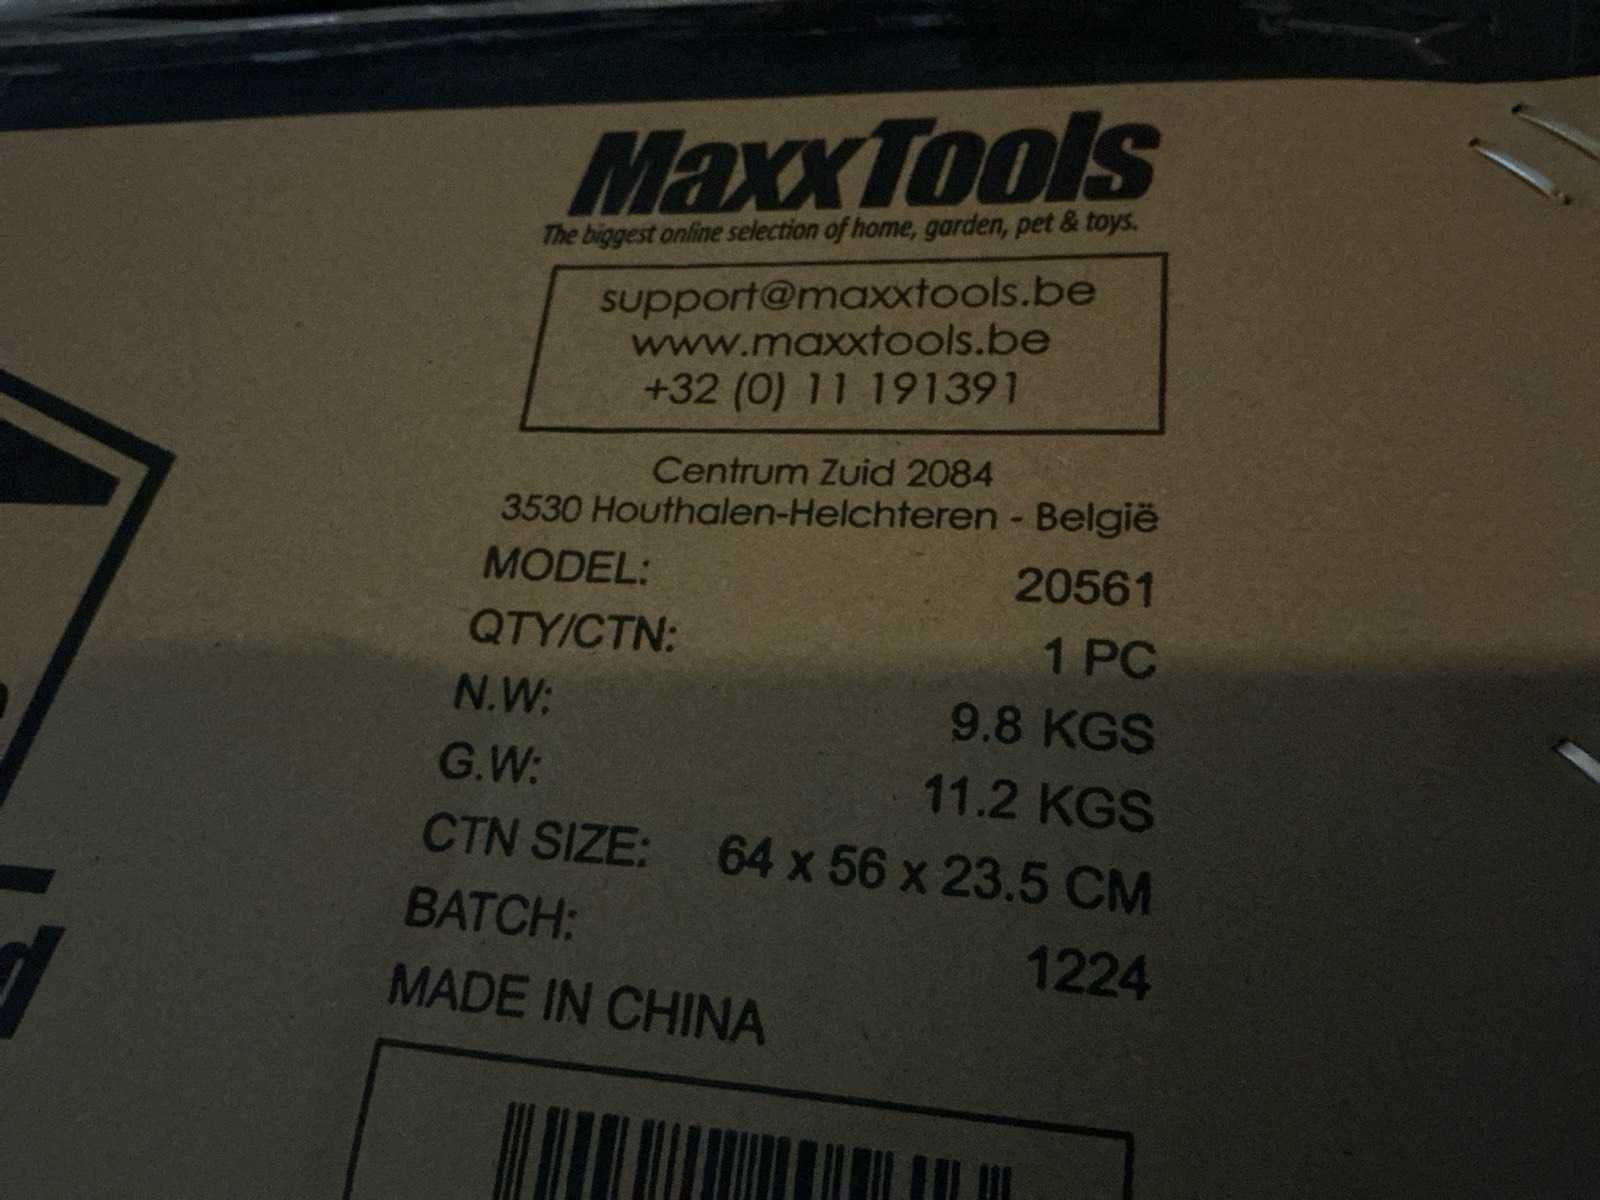 MaxxTools
The biggest online selection of home, garden, pet & toys.
support@maxxtools.be
www.maxxtools.be
+32 (0) 11 191391
Centrum Zuid 2084
3530 Houthalen-Helchteren - België
MODEL: 20561
QTY/CTN: 1 PC
N.W: 9.8 KGS
G.W: 11.2 KGS
CTN SIZE: 64 x 56 x 23.5 CM
BATCH: 1224
MADE IN CHINA